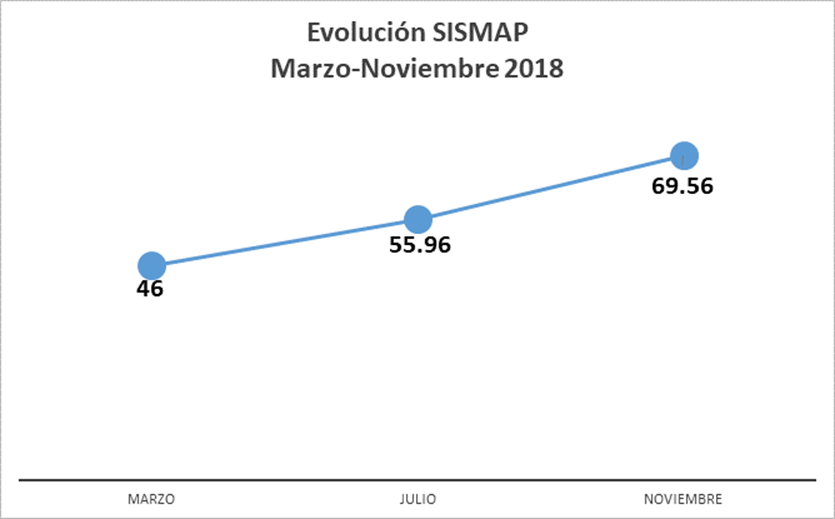 Evolución SISMAP
Marzo-Noviembre 2018
69.56
55.96
46
MARZO JULIO NOVIEMBRE